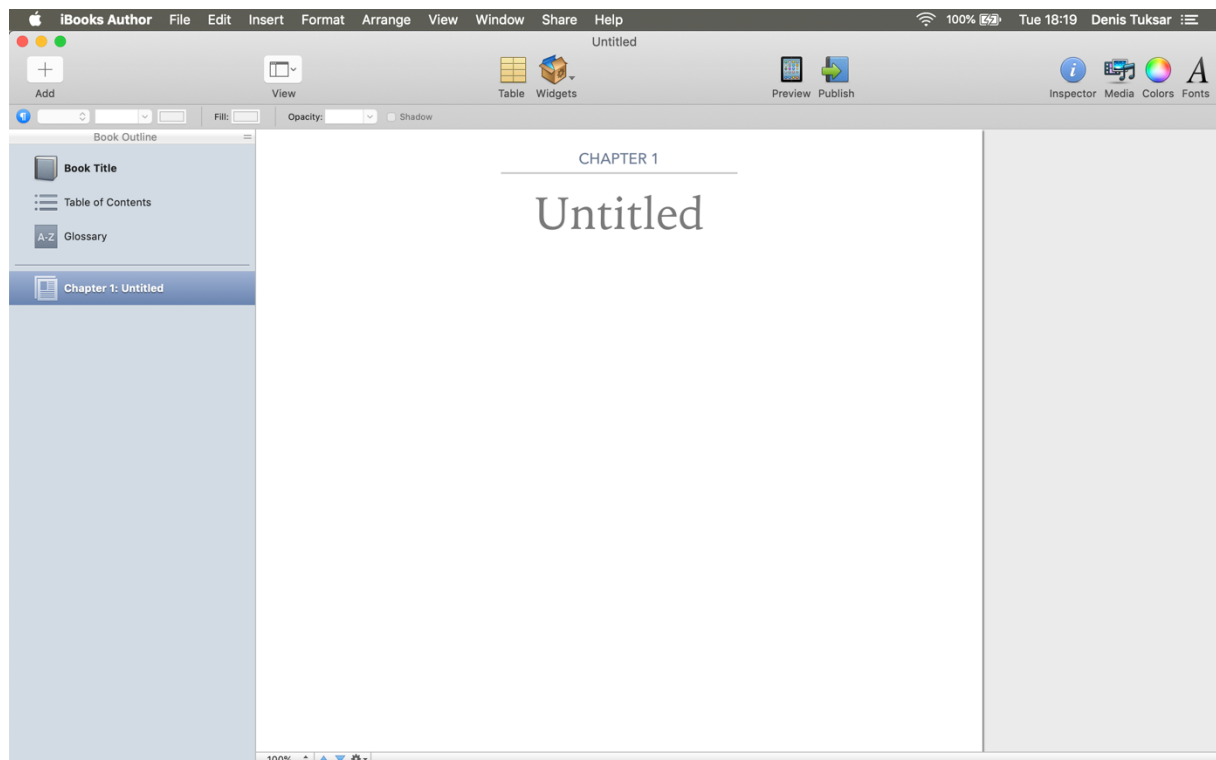 iBooks Author File Edit Insert Format Arrange View Window Share Help 100% Tue 18:19 Denis Tuksar
Untitled
Add View Table Widgets Preview Publish Inspector Media Colors Fonts
Fill: Opacity: Shadow
Book Outline
CHAPTER 1
Untitled
Book Title
Table of Contents
A-Z Glossary
Chapter 1: Untitled
100%